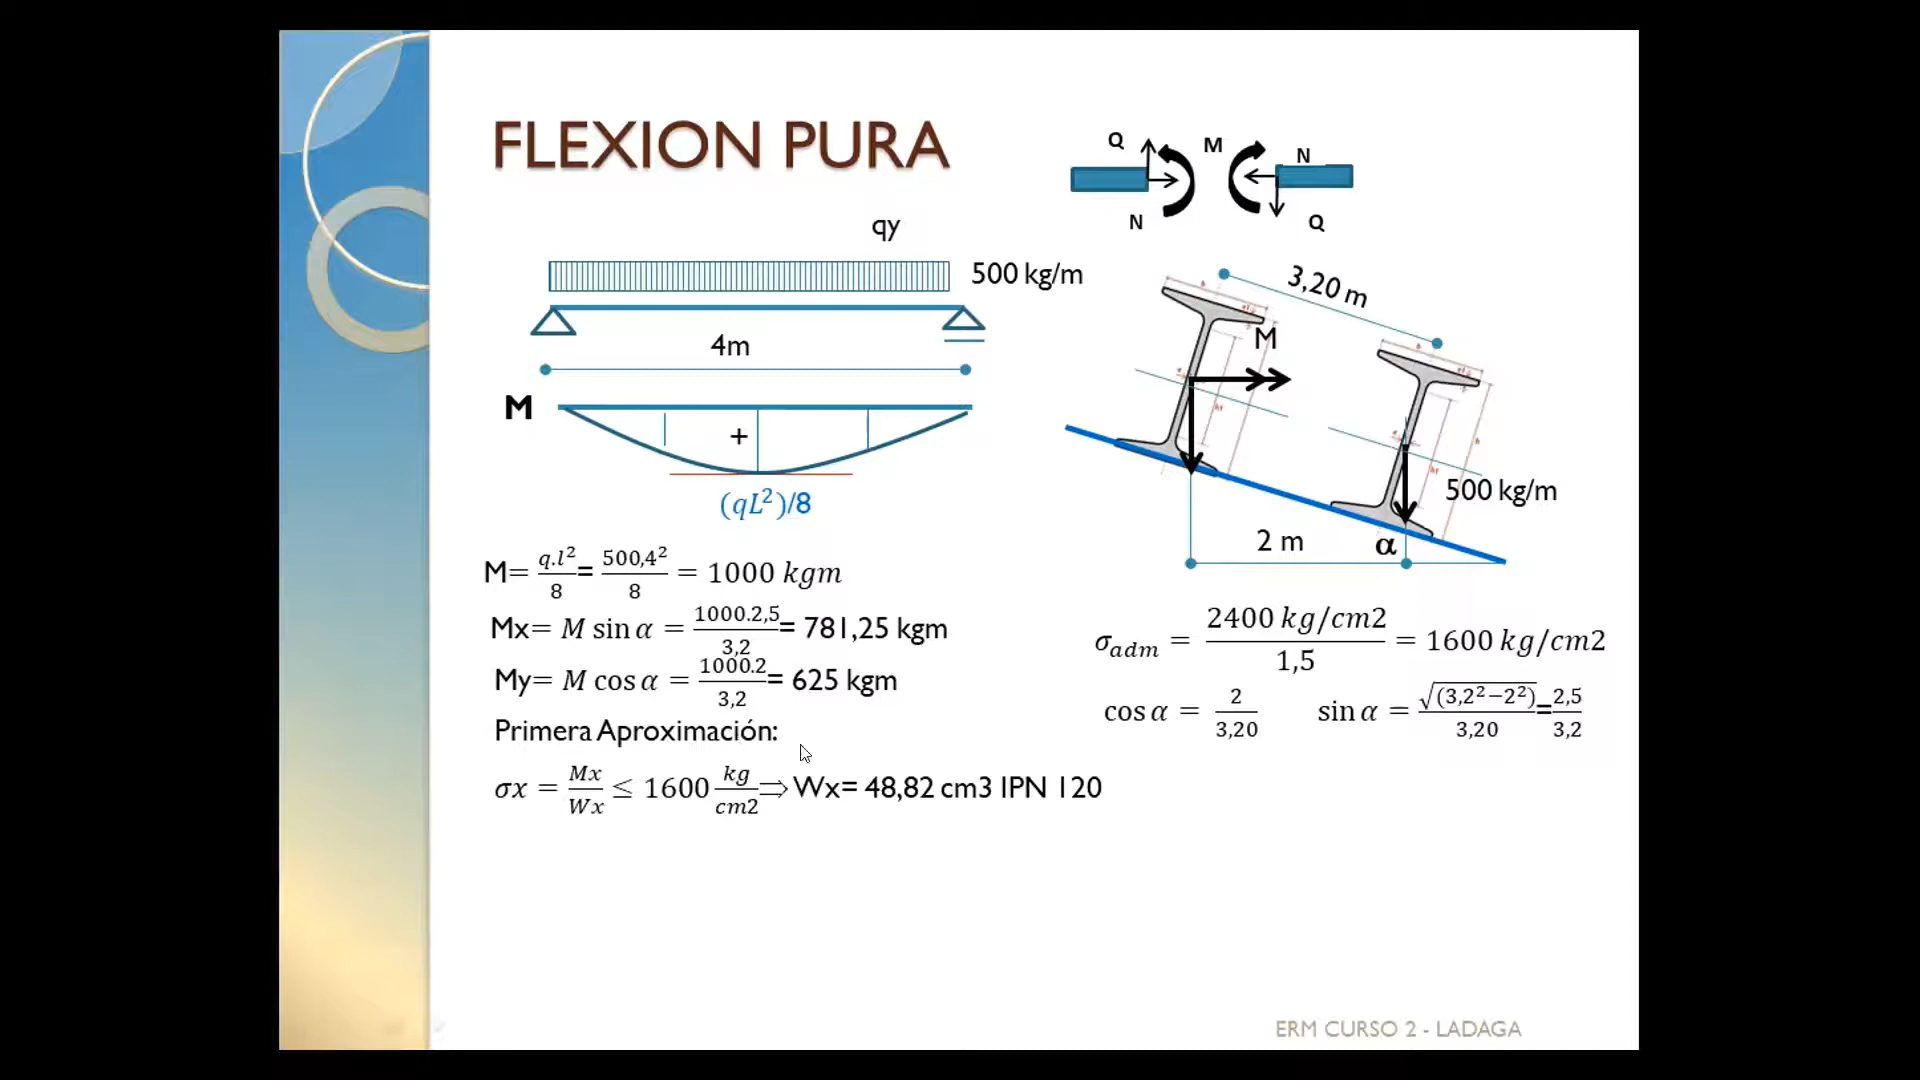 FLEXION PURA
Q M N
N Q
qy
500 kg/m
3,20 m
M
4m
M
+
(qL²)/8
500 kg/m
2 m α
M= q.l²/8 = 500,4²/8 = 1000 kgm
Mx= M sin α = 1000.2,5/3,2 = 781,25 kgm
My= M cos α = 1000.2/3,2 = 625 kgm
Primera Aproximación:
σx = Mx/Wx ≤ 1600 kg/cm2 ⇒ Wx= 48,82 cm3 IPN 120
σadm = 2400 kg/cm2 / 1,5 = 1600 kg/cm2
cos α = 2/3,20 sin α = √(3,2²−2²)/3,20 = 2,5/3,2
ERM CURSO 2 - LADAGA